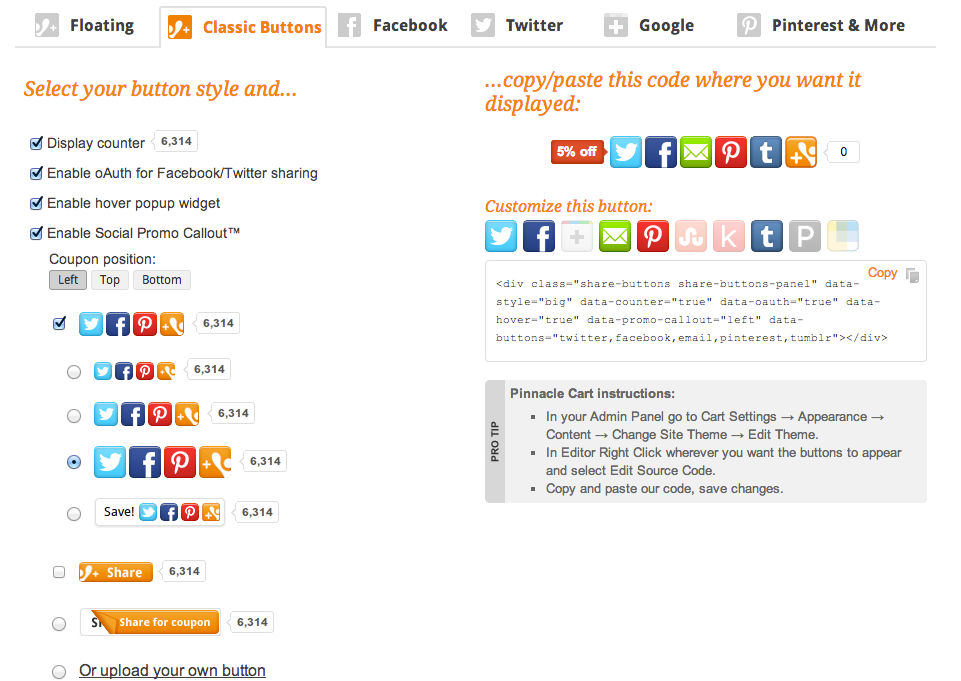 Floating
Classic Buttons
Facebook
Twitter
Google
Pinterest & More
Select your button style and...
Display counter 6,314
Enable oAuth for Facebook/Twitter sharing
Enable hover popup widget
Enable Social Promo Callout™
Coupon position:
Left Top Bottom
6,314
6,314
6,314
6,314
Save! 6,314
Share 6,314
Share for coupon 6,314
Or upload your own button
...copy/paste this code where you want it
displayed:
5% off 0
Customize this button:
Copy
<div class="share-buttons share-buttons-panel" data-
style="big" data-counter="true" data-oauth="true" data-
hover="true" data-promo-callout="left" data-
buttons="twitter,facebook,email,pinterest,tumblr"></div>
PRO TIP
Pinnacle Cart instructions:
In your Admin Panel go to Cart Settings → Appearance →
Content → Change Site Theme → Edit Theme.
In Editor Right Click wherever you want the buttons to appear
and select Edit Source Code.
Copy and paste our code, save changes.